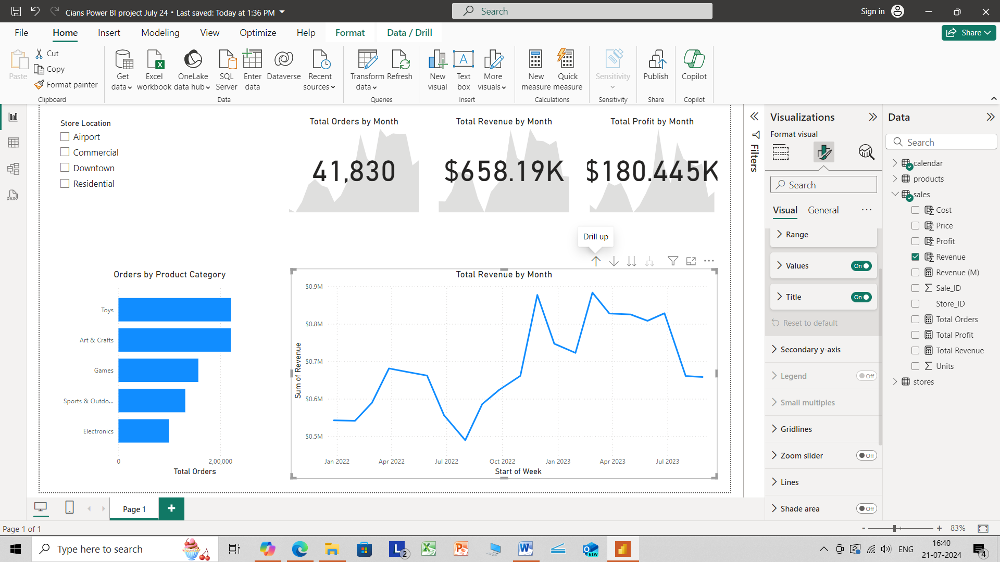 Cians Power BI project July 24 • Last saved: Today at 1:36 PM
Search
Sign in
File
Home
Insert
Modeling
View
Optimize
Help
Format
Data / Drill
Share
Paste
Cut
Copy
Format painter
Clipboard
Get data
Excel workbook
OneLake data hub
SQL Server
Enter data
Dataverse
Recent sources
Data
Transform data
Refresh
Queries
New visual
Text box
More visuals
Insert
New measure
Quick measure
Calculations
Sensitivity
Sensitivity
Publish
Share
Copilot
Copilot
Store Location
Airport
Commercial
Downtown
Residential
Total Orders by Month
41,830
Total Revenue by Month
$658.19K
Total Profit by Month
$180.445K
Drill up
Orders by Product Category
Toys
Art & Crafts
Games
Sports & Outdo...
Electronics
0
2,00,000
Total Orders
Total Revenue by Month
Sum of Revenue
$0.9M
$0.8M
$0.7M
$0.6M
$0.5M
Jan 2022
Apr 2022
Jul 2022
Oct 2022
Jan 2023
Apr 2023
Jul 2023
Start of Week
Filters
Visualizations
Format visual
Search
Visual
General
Range
Values
On
Title
On
Reset to default
Secondary y-axis
Legend
Off
Small multiples
Gridlines
Zoom slider
Off
Lines
Shade area
Off
Data
Search
calendar
products
sales
Cost
Price
Profit
Revenue
Revenue (M)
Sale_ID
Store_ID
Total Orders
Total Profit
Total Revenue
Units
stores
DAX
Page 1
Page 1 of 1
83%
Type here to search
L
2
NEW
ENG
16:40
21-07-2024
4